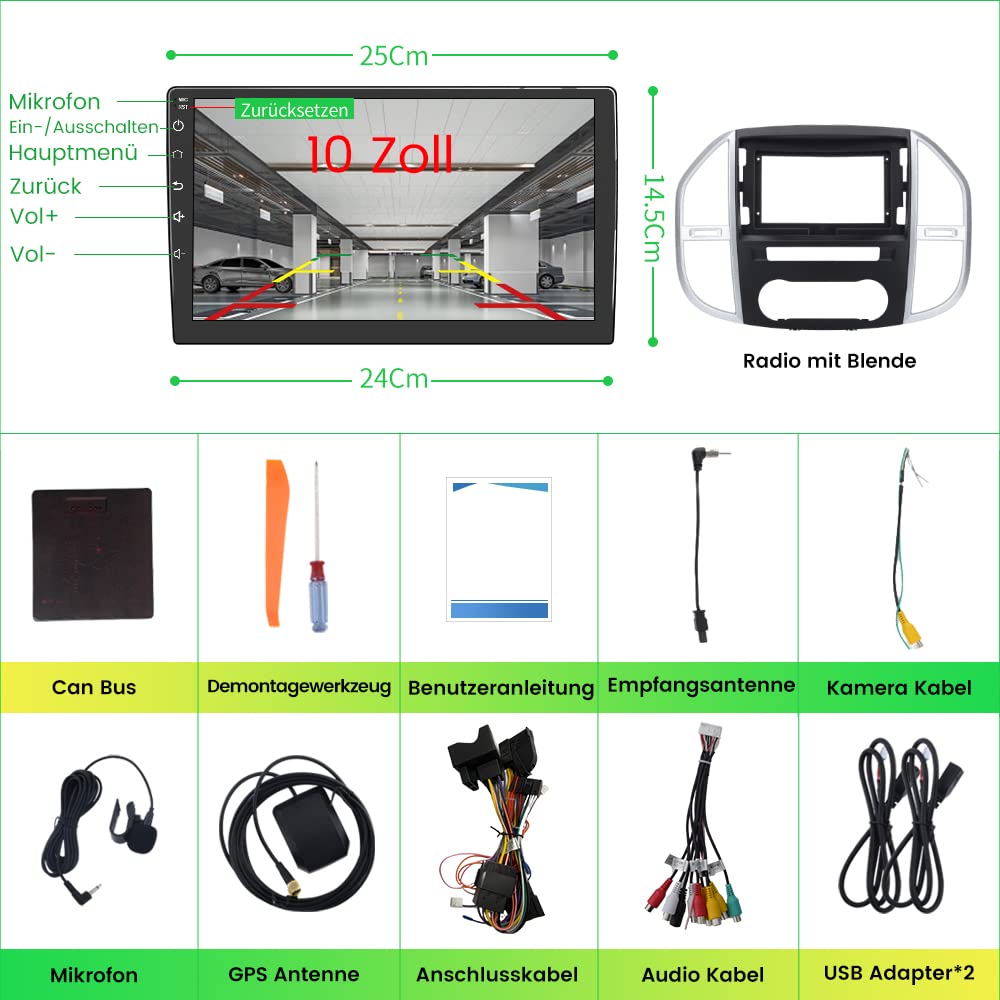 25Cm
Mikrofon
MIC
RST
Zurücksetzen
Ein-/Ausschalten
10 Zoll
Hauptmenü
Zurück
Vol+
Vol-
14.5Cm
24Cm
Radio mit Blende
Can Bus
Demontagewerkzeug
Benutzeranleitung
Empfangsantenne
Kamera Kabel
Mikrofon
GPS Antenne
Anschlusskabel
Audio Kabel
USB Adapter*2